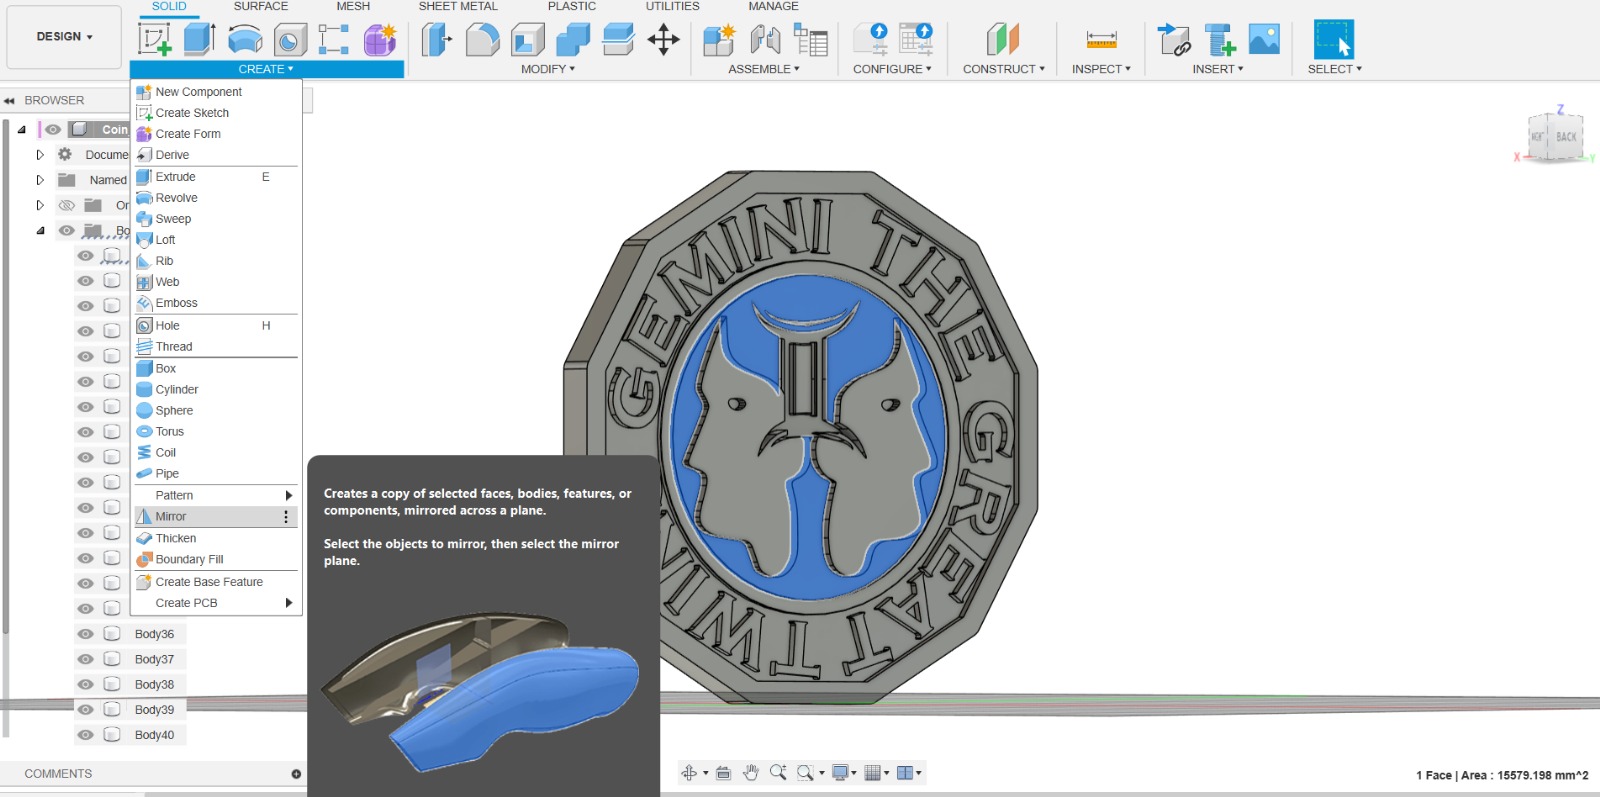 SOLID
SURFACE
MESH
SHEET METAL
PLASTIC
UTILITIES
MANAGE
DESIGN
CREATE
MODIFY
ASSEMBLE
CONFIGURE
CONSTRUCT
INSPECT
INSERT
SELECT
BROWSER
Coin
Docume
Named
Or
Bo
New Component
Create Sketch
Create Form
Derive
Extrude E
Revolve
Sweep
Loft
Rib
Web
Emboss
Hole H
Thread
Box
Cylinder
Sphere
Torus
Coil
Pipe
Pattern
Mirror
Thicken
Boundary Fill
Create Base Feature
Create PCB
Body36
Body37
Body38
Body39
Body40
COMMENTS
Creates a copy of selected faces, bodies, features, or
components, mirrored across a plane.
Select the objects to mirror, then select the mirror
plane.
GEMINI THE GREAT TWIN
Z
BACK
X
Y
1 Face | Area : 15579.198 mm^2